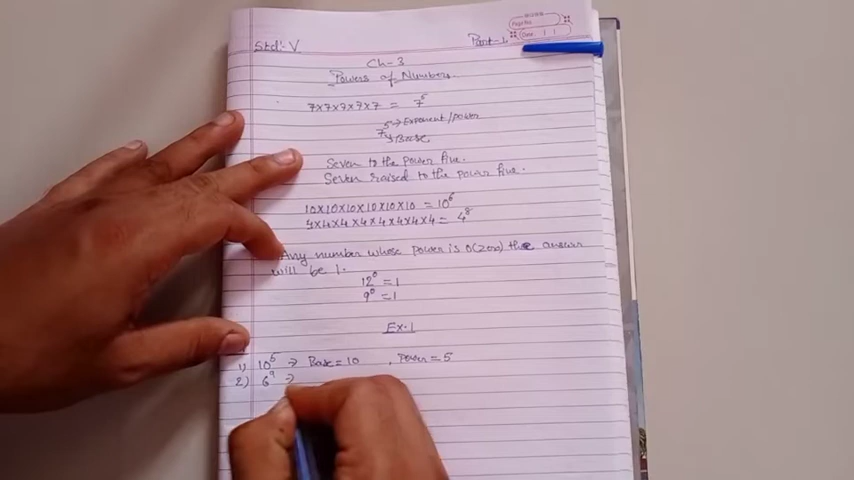 Std:- V
Part-1
Page No.
Date: / /
Ch-3
Powers of Numbers
7×7×7×7×7 = 7⁵
7⁵ → Exponent/power
↳ Base
Seven to the power five.
Seven raised to the power five.
10×10×10×10×10×10 = 10⁶
4×4×4×4×4×4×4×4 = 4⁸
Any number whose power is 0(Zero) the answer
will be 1.
12⁰ = 1
9⁰ = 1
Ex.1
1) 10⁵ → Base = 10 , Power = 5
2) 6⁹ →